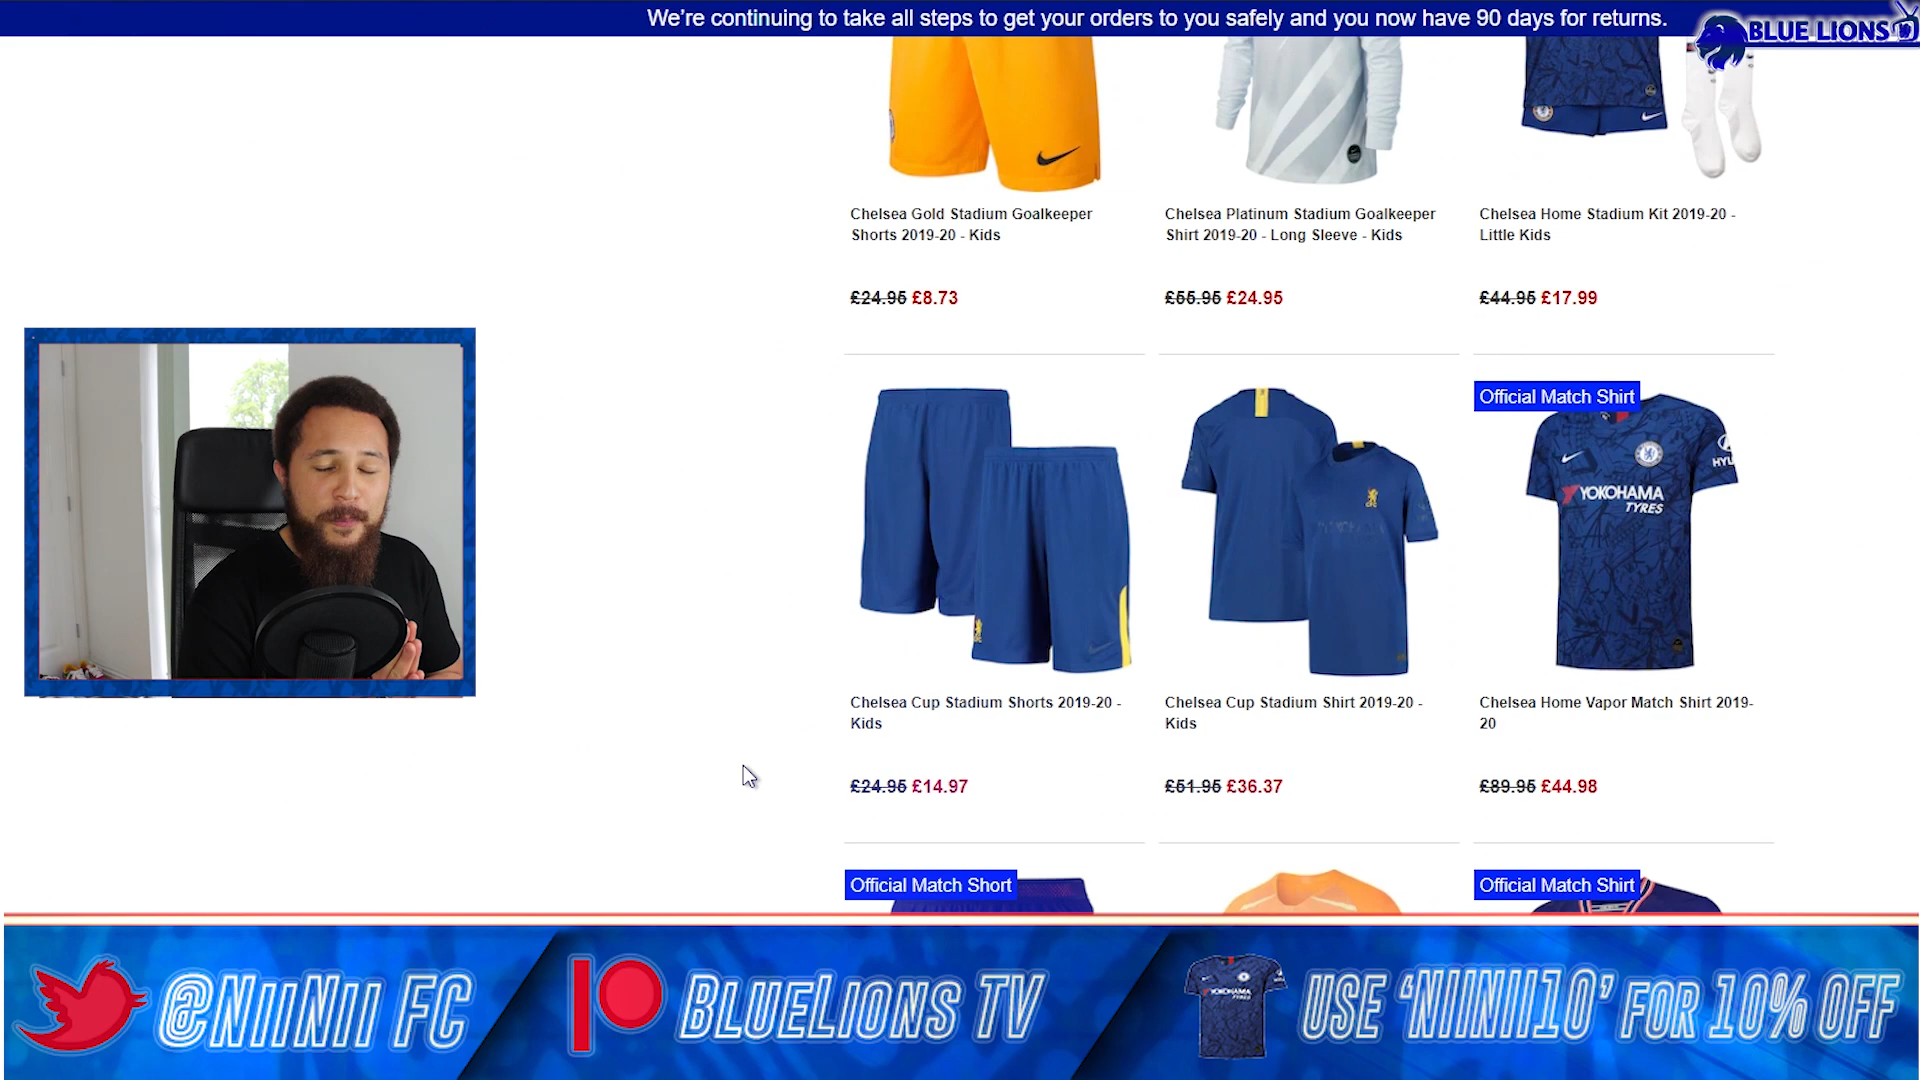 We're continuing to take all steps to get your orders to you safely and you now have 90 days for returns.
BLUE LIONS
Chelsea Gold Stadium Goalkeeper
Shorts 2019-20 - Kids
£24.95 £8.73
Chelsea Platinum Stadium Goalkeeper
Shirt 2019-20 - Long Sleeve - Kids
£55.95 £24.95
Chelsea Home Stadium Kit 2019-20 -
Little Kids
£44.95 £17.99
Chelsea Cup Stadium Shorts 2019-20 -
Kids
£24.95 £14.97
CFC
Chelsea Cup Stadium Shirt 2019-20 -
Kids
£51.95 £36.37
Official Match Shirt
HYU
YOKOHAMA
TYRES
Chelsea Home Vapor Match Shirt 2019-
20
£89.95 £44.98
Official Match Short
Official Match Shirt
@NiiNii FC
BlueLions TV
YOKOHAMA
USE 'NIINII10' FOR 10% OFF